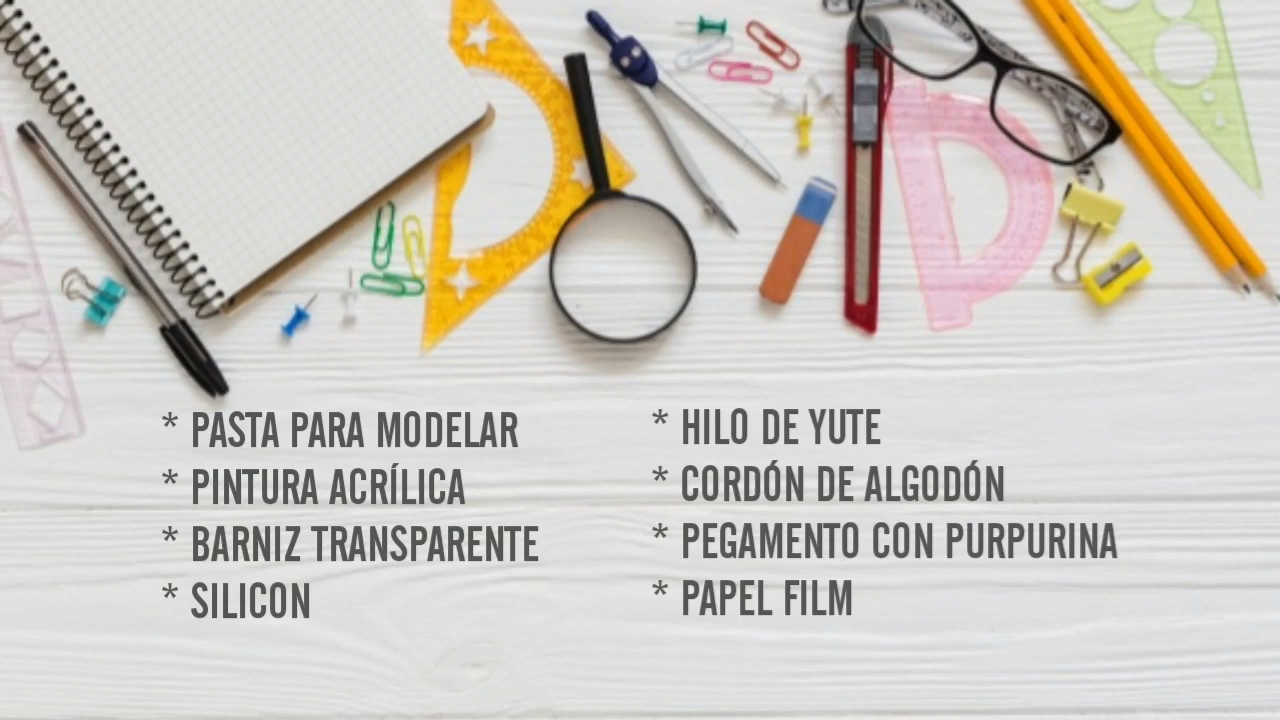 * PASTA PARA MODELAR
* PINTURA ACRÍLICA
* BARNIZ TRANSPARENTE
* SILICON
* HILO DE YUTE
* CORDÓN DE ALGODÓN
* PEGAMENTO CON PURPURINA
* PAPEL FILM